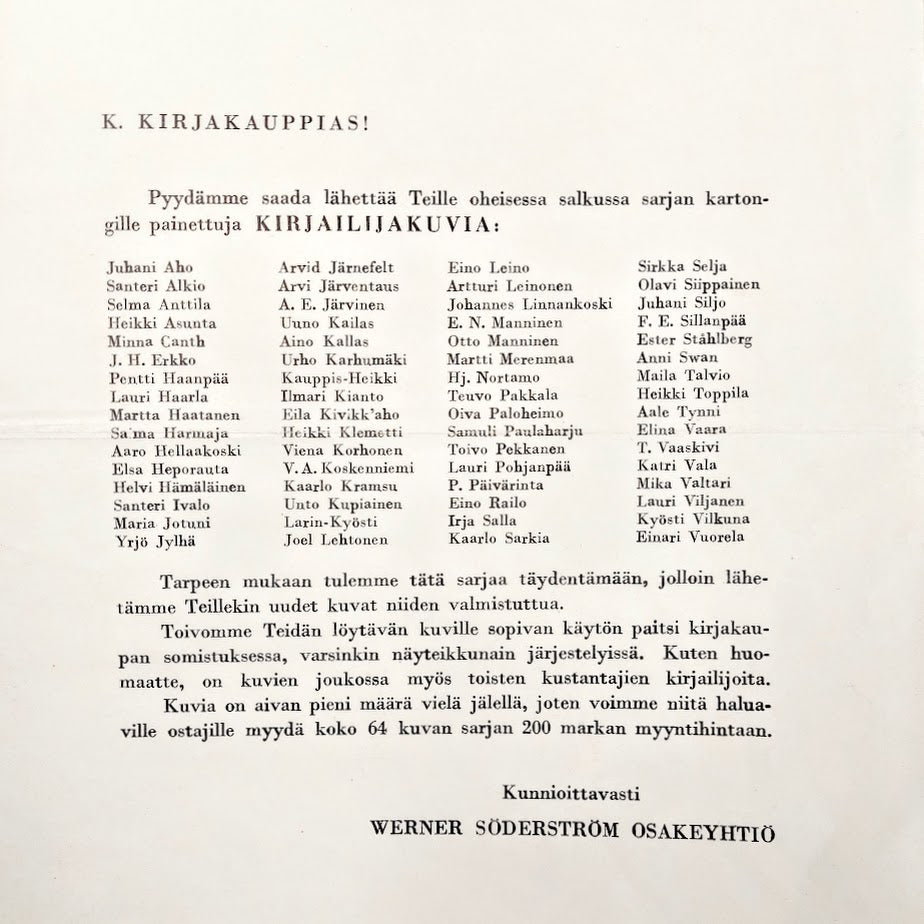 K. KIRJAKAUPPIAS!
Pyydämme saada lähettää Teille oheisessa salkussa sarjan karton-
gille painettuja KIRJAILIJAKUVIA:
Juhani Aho
Santeri Alkio
Selma Anttila
Heikki Asunta
Minna Canth
J. H. Erkko
Pentti Haanpää
Lauri Haarla
Martta Haatanen
Sa'ma Harmaja
Aaro Hellaakoski
Elsa Heporauta
Helvi Hämäläinen
Santeri Ivalo
Maria Jotuni
Yrjö Jylhä
Arvid Järnefelt
Arvi Järventaus
A. E. Järvinen
Uuno Kailas
Aino Kallas
Urho Karhumäki
Kauppis-Heikki
Ilmari Kianto
Eila Kivikk'aho
Heikki Klemetti
Viena Korhonen
V. A. Koskenniemi
Kaarlo Kramsu
Unto Kupiainen
Larin-Kyösti
Joel Lehtonen
Eino Leino
Artturi Leinonen
Johannes Linnankoski
E. N. Manninen
Otto Manninen
Martti Merenmaa
Hj. Nortamo
Teuvo Pakkala
Oiva Paloheimo
Samuli Paulaharju
Toivo Pekkanen
Lauri Pohjanpää
P. Päivärinta
Eino Railo
Irja Salla
Kaarlo Sarkia
Sirkka Selja
Olavi Siippainen
Juhani Siljo
F. E. Sillanpää
Ester Ståhlberg
Anni Swan
Maila Talvio
Heikki Toppila
Aale Tynni
Elina Vaara
T. Vaaskivi
Katri Vala
Mika Valtari
Lauri Viljanen
Kyösti Vilkuna
Einari Vuorela
Tarpeen mukaan tulemme tätä sarjaa täydentämään, jolloin lähe-
tämme Teillekin uudet kuvat niiden valmistuttua.
Toivomme Teidän löytävän kuville sopivan käytön paitsi kirjakau-
pan somistuksessa, varsinkin näyteikkunain järjestelyissä. Kuten huo-
maatte, on kuvien joukossa myös toisten kustantajien kirjailijoita.
Kuvia on aivan pieni määrä vielä jälellä, joten voimme niitä halua-
ville ostajille myydä koko 64 kuvan sarjan 200 markan myyntihintaan.
Kunnioittavasti
WERNER SÖDERSTRÖM OSAKEYHTIÖ